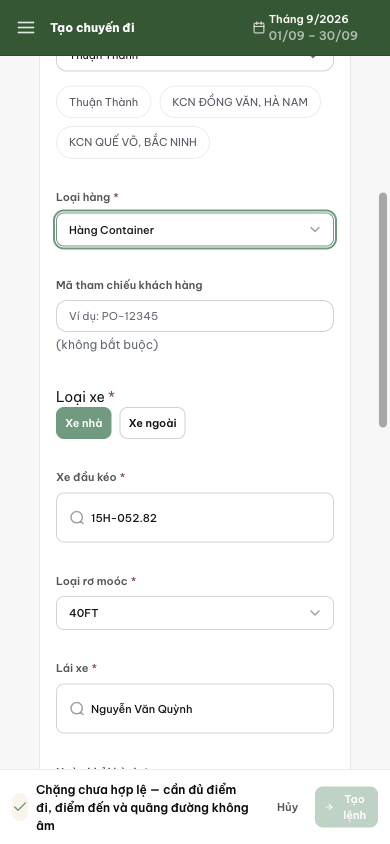 Tạo chuyến đi
Tháng 9/2026
01/09 – 30/09
Thuận Thành
Thuận Thành
KCN ĐỒNG VĂN, HÀ NAM
KCN QUẾ VÕ, BẮC NINH
Loại hàng *
Hàng Container
Mã tham chiếu khách hàng
Ví dụ: PO-12345
(không bắt buộc)
Loại xe *
Xe nhà
Xe ngoài
Xe đầu kéo *
15H-052.82
Loại rơ moóc *
40FT
Lái xe *
Nguyễn Văn Quỳnh
Chặng chưa hợp lệ — cần đủ điểm
đi, điểm đến và quãng đường không
âm
Hủy
Tạo
lệnh